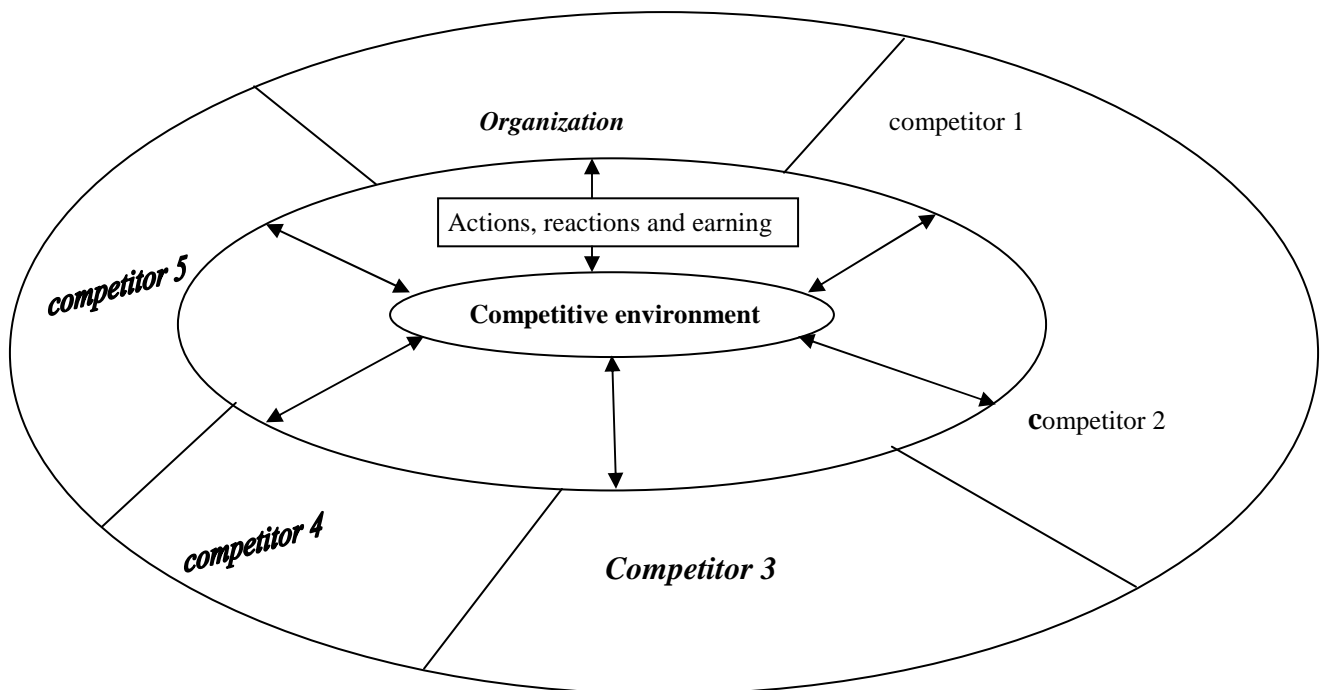 Organization
competitor 1
Actions, reactions and earning
competitor 5
Competitive environment
competitor 2
competitor 4
Competitor 3